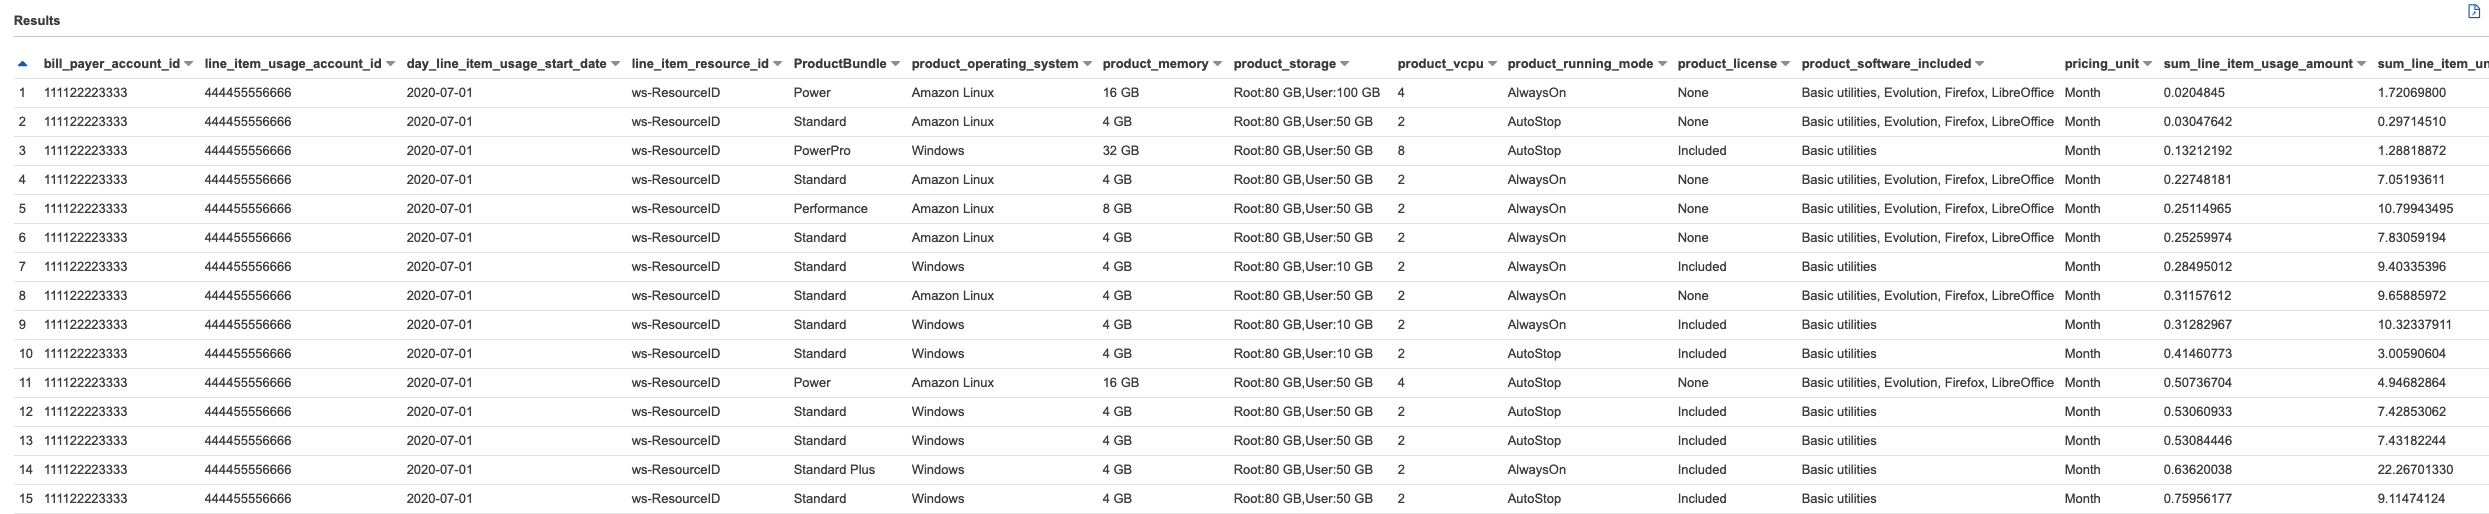 Results
bill_payer_account_id line_item_usage_account_id day_line_item_usage_start_date line_item_resource_id ProductBundle product_operating_system product_memory product_storage product_vcpu product_running_mode product_license product_software_included pricing_unit sum_line_item_usage_amount sum_line_item_un
1 111122223333 444455556666 2020-07-01 ws-ResourceID Power Amazon Linux 16 GB Root:80 GB,User:100 GB 4 AlwaysOn None Basic utilities, Evolution, Firefox, LibreOffice Month 0.0204845 1.72069800
2 111122223333 444455556666 2020-07-01 ws-ResourceID Standard Amazon Linux 4 GB Root:80 GB,User:50 GB 2 AutoStop None Basic utilities, Evolution, Firefox, LibreOffice Month 0.03047642 0.29714510
3 111122223333 444455556666 2020-07-01 ws-ResourceID PowerPro Windows 32 GB Root:80 GB,User:50 GB 8 AutoStop Included Basic utilities Month 0.13212192 1.28818872
4 111122223333 444455556666 2020-07-01 ws-ResourceID Standard Amazon Linux 4 GB Root:80 GB,User:50 GB 2 AlwaysOn None Basic utilities, Evolution, Firefox, LibreOffice Month 0.22748181 7.05193611
5 111122223333 444455556666 2020-07-01 ws-ResourceID Performance Amazon Linux 8 GB Root:80 GB,User:50 GB 2 AlwaysOn None Basic utilities, Evolution, Firefox, LibreOffice Month 0.25114965 10.79943495
6 111122223333 444455556666 2020-07-01 ws-ResourceID Standard Amazon Linux 4 GB Root:80 GB,User:50 GB 2 AlwaysOn None Basic utilities, Evolution, Firefox, LibreOffice Month 0.25259974 7.83059194
7 111122223333 444455556666 2020-07-01 ws-ResourceID Standard Windows 4 GB Root:80 GB,User:10 GB 2 AlwaysOn Included Basic utilities Month 0.28495012 9.40335396
8 111122223333 444455556666 2020-07-01 ws-ResourceID Standard Amazon Linux 4 GB Root:80 GB,User:50 GB 2 AlwaysOn None Basic utilities, Evolution, Firefox, LibreOffice Month 0.31157612 9.65885972
9 111122223333 444455556666 2020-07-01 ws-ResourceID Standard Windows 4 GB Root:80 GB,User:10 GB 2 AlwaysOn Included Basic utilities Month 0.31282967 10.32337911
10 111122223333 444455556666 2020-07-01 ws-ResourceID Standard Windows 4 GB Root:80 GB,User:10 GB 2 AutoStop Included Basic utilities Month 0.41460773 3.00590604
11 111122223333 444455556666 2020-07-01 ws-ResourceID Power Amazon Linux 16 GB Root:80 GB,User:50 GB 4 AutoStop None Basic utilities, Evolution, Firefox, LibreOffice Month 0.50736704 4.94682864
12 111122223333 444455556666 2020-07-01 ws-ResourceID Standard Windows 4 GB Root:80 GB,User:50 GB 2 AutoStop Included Basic utilities Month 0.53060933 7.42853062
13 111122223333 444455556666 2020-07-01 ws-ResourceID Standard Windows 4 GB Root:80 GB,User:50 GB 2 AutoStop Included Basic utilities Month 0.53084446 7.43182244
14 111122223333 444455556666 2020-07-01 ws-ResourceID Standard Plus Windows 4 GB Root:80 GB,User:50 GB 2 AlwaysOn Included Basic utilities Month 0.63620038 22.26701330
15 111122223333 444455556666 2020-07-01 ws-ResourceID Standard Windows 4 GB Root:80 GB,User:50 GB 2 AutoStop Included Basic utilities Month 0.75956177 9.11474124